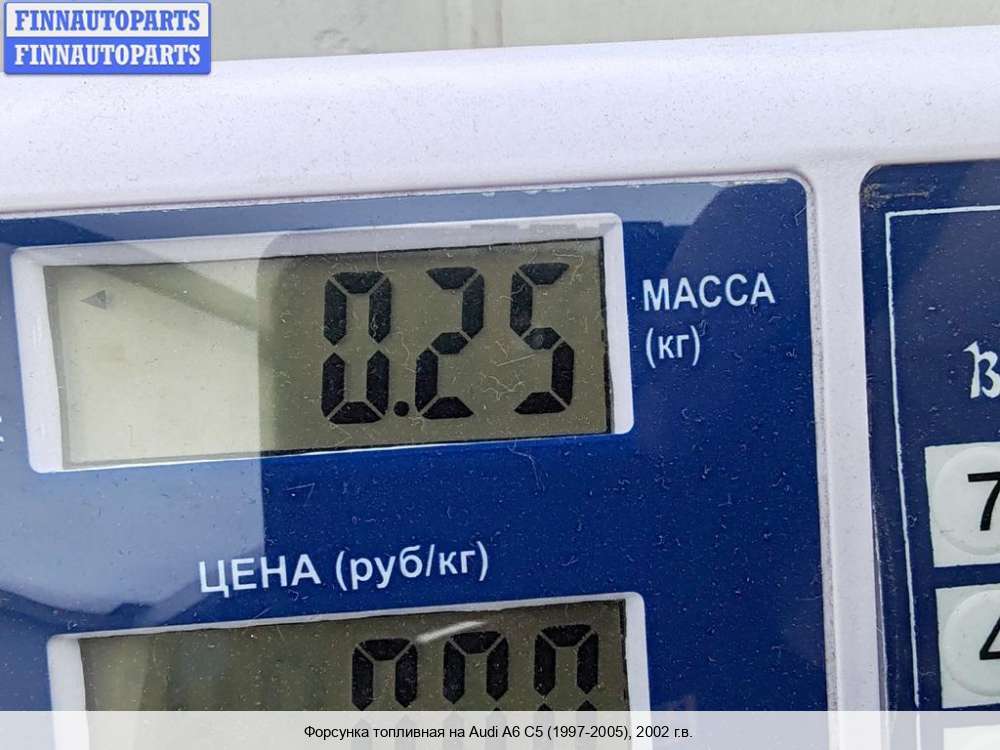 FINNAUTOPARTS
FINNAUTOPARTS
0.25
МАССА
(кг)
7
ЦЕНА (руб/кг)
4
000
Форсунка топливная на Audi A6 C5 (1997-2005), 2002 г.в.